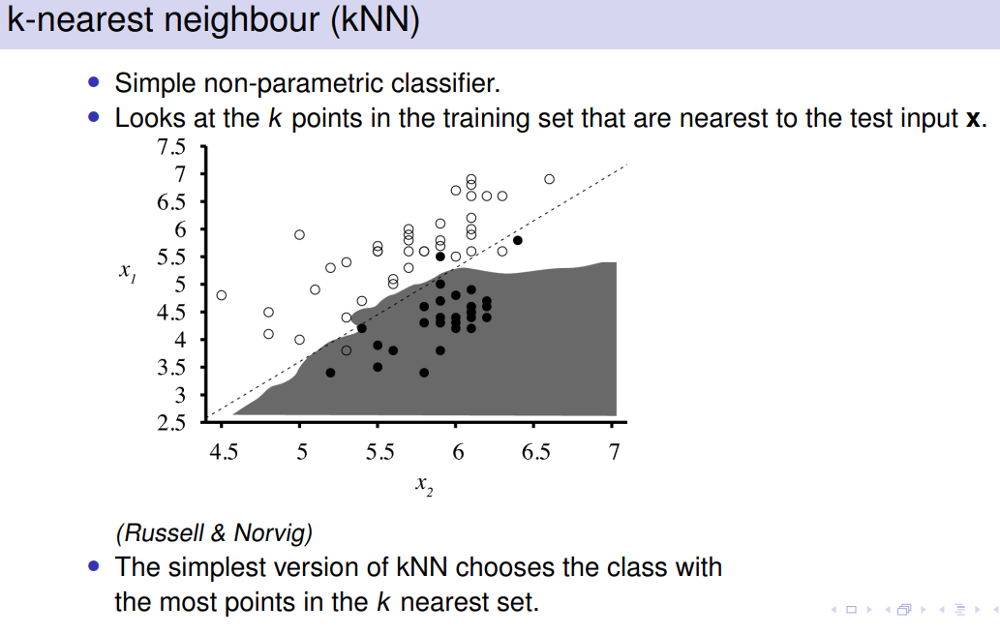 k-nearest neighbour (kNN)
• Simple non-parametric classifier.
• Looks at the k points in the training set that are nearest to the test input x.
7.5
7
6.5
6
5.5
5
4.5
4
3.5
3
2.5
x1
4.5 5 5.5 6 6.5 7
x2
(Russell & Norvig)
• The simplest version of kNN chooses the class with
the most points in the k nearest set.